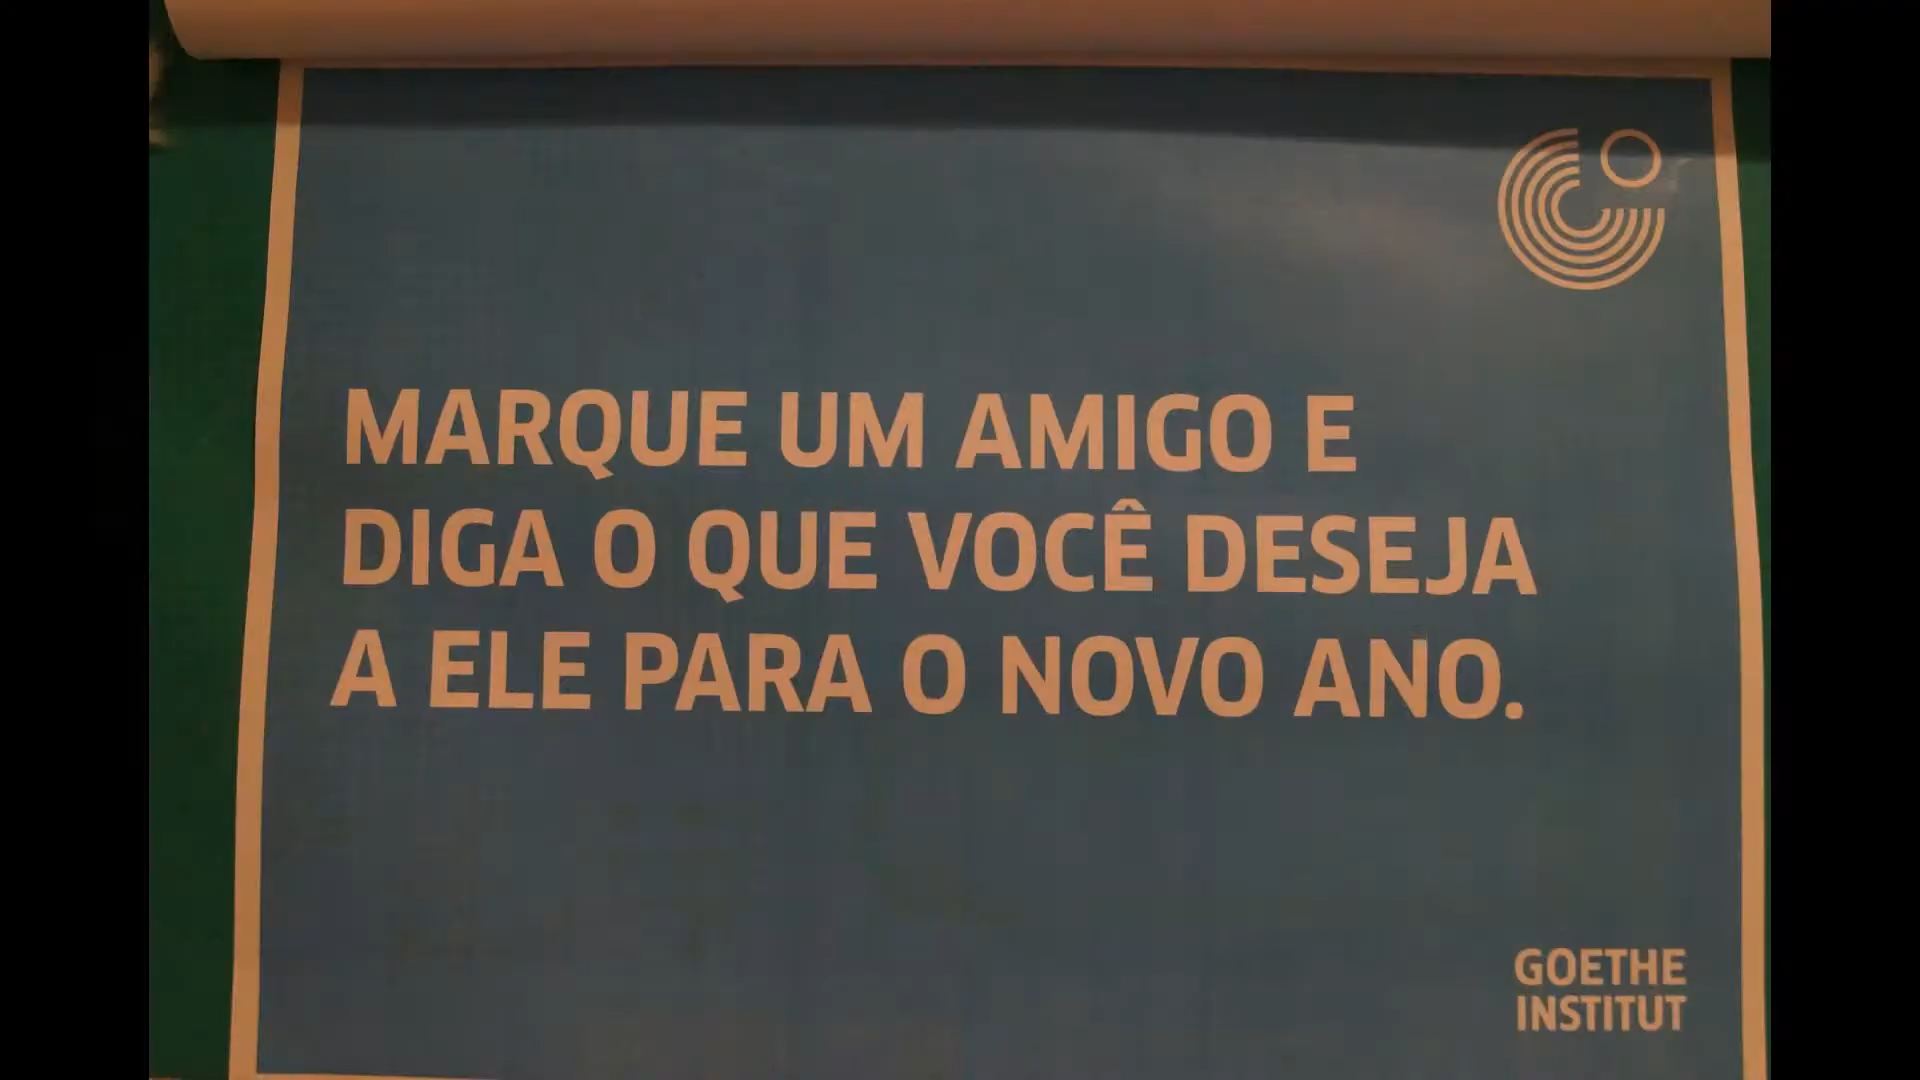 MARQUE UM AMIGO E
DIGA O QUE VOCÊ DESEJA
A ELE PARA O NOVO ANO.
GOETHE
INSTITUT